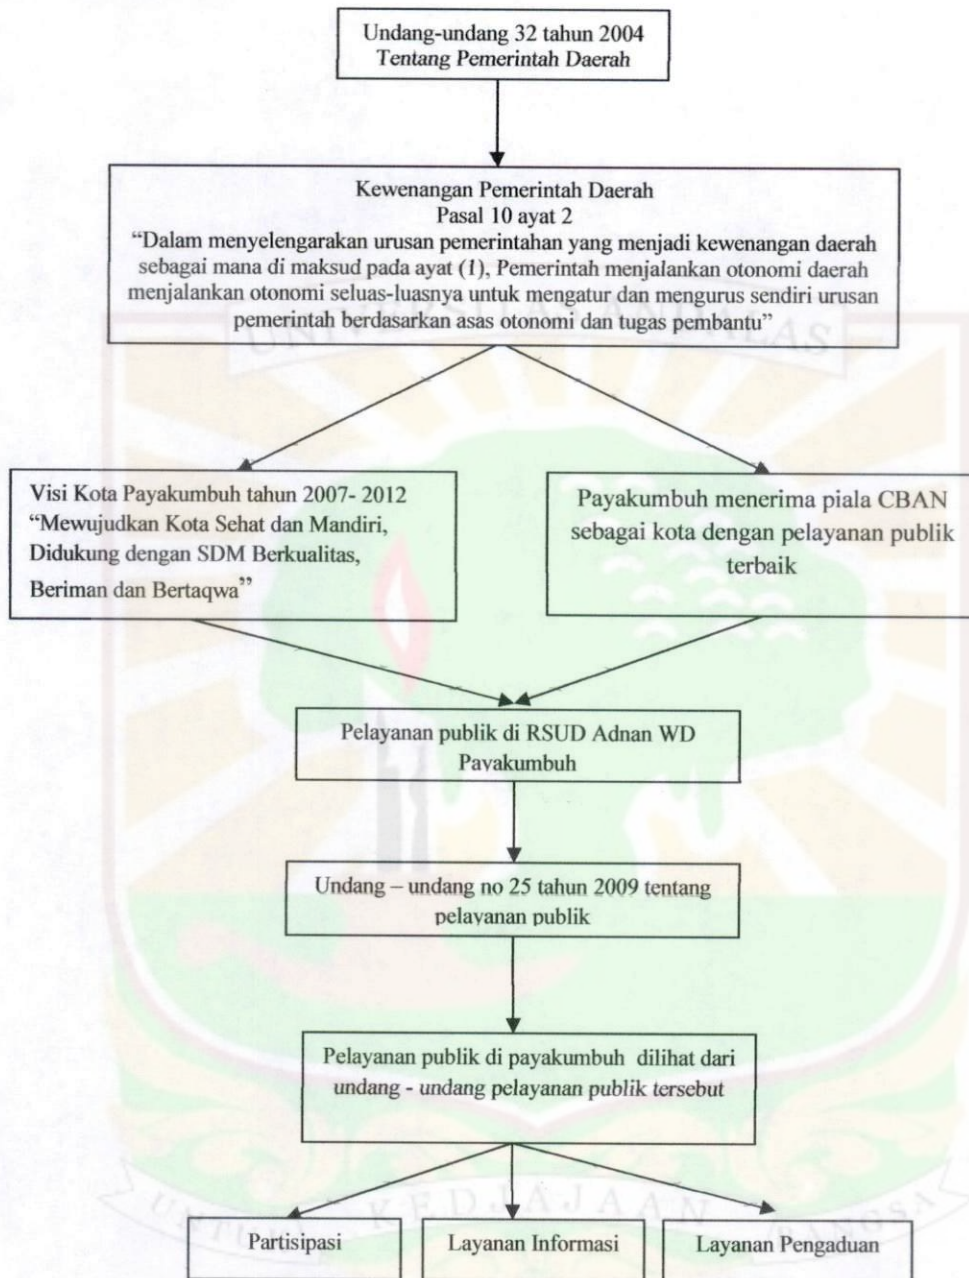 Undang-undang 32 tahun 2004
Tentang Pemerintah Daerah
Kewenangan Pemerintah Daerah
Pasal 10 ayat 2
“Dalam menyelengarakan urusan pemerintahan yang menjadi kewenangan daerah
sebagai mana di maksud pada ayat (1), Pemerintah menjalankan otonomi daerah
menjalankan otonomi seluas-luasnya untuk mengatur dan mengurus sendiri urusan
pemerintah berdasarkan asas otonomi dan tugas pembantu”
UNIVERSITAS ANDALAS
Visi Kota Payakumbuh tahun 2007- 2012
“Mewujudkan Kota Sehat dan Mandiri,
Didukung dengan SDM Berkualitas,
Beriman dan Bertaqwa”
Payakumbuh menerima piala CBAN
sebagai kota dengan pelayanan publik
terbaik
Pelayanan publik di RSUD Adnan WD
Payakumbuh
Undang – undang no 25 tahun 2009 tentang
pelayanan publik
Pelayanan publik di payakumbuh dilihat dari
undang - undang pelayanan publik tersebut
UNTUK KEDJAJAAN BANGSA
Partisipasi
Layanan Informasi
Layanan Pengaduan